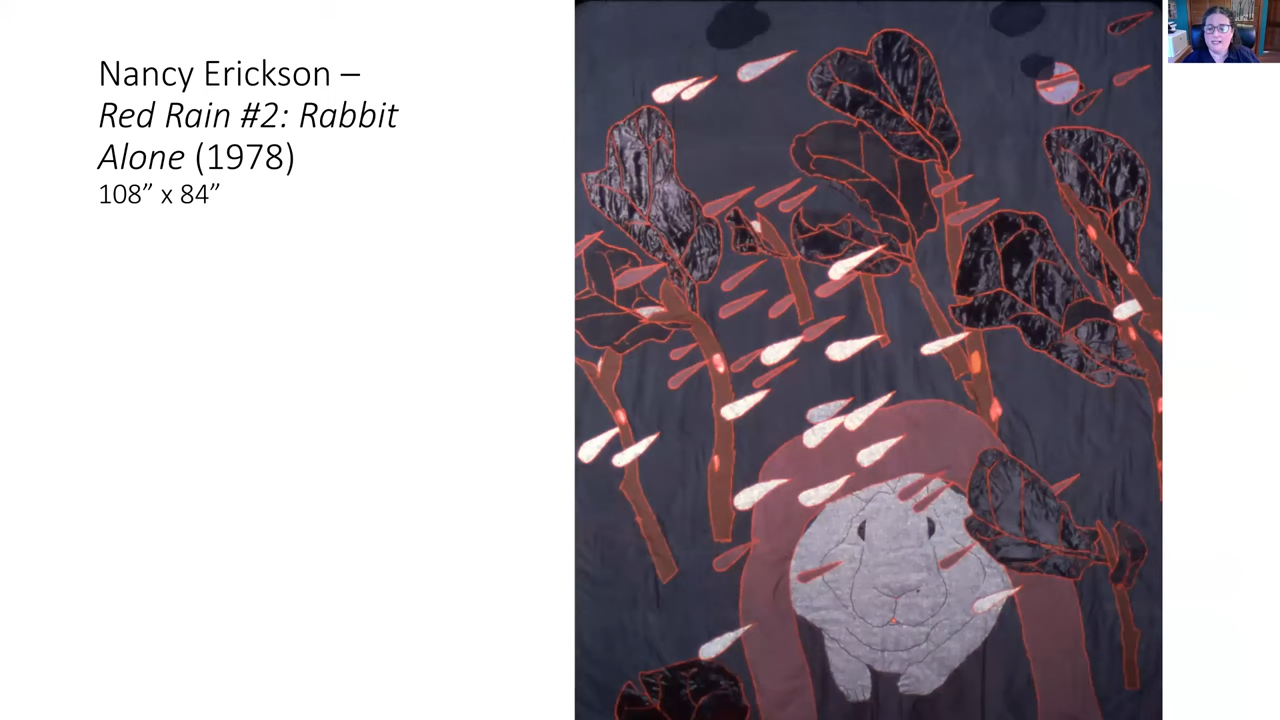 Nancy Erickson –
Red Rain #2: Rabbit
Alone (1978)
108” x 84”